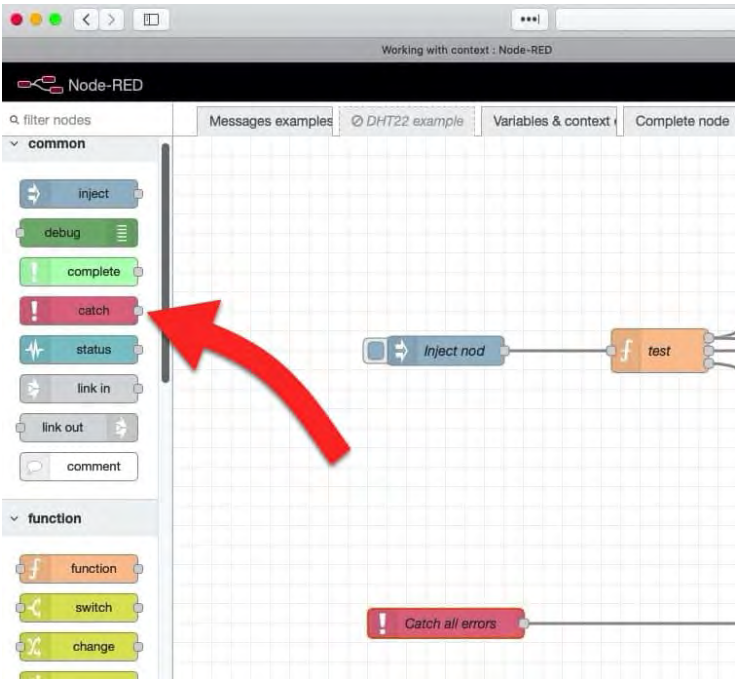 Working with context : Node-RED
Node-RED
filter nodes
Messages examples
DHT22 example
Variables & context
Complete node
common
inject
debug
complete
catch
status
link in
link out
comment
function
function
switch
change
Inject nod
test
Catch all errors